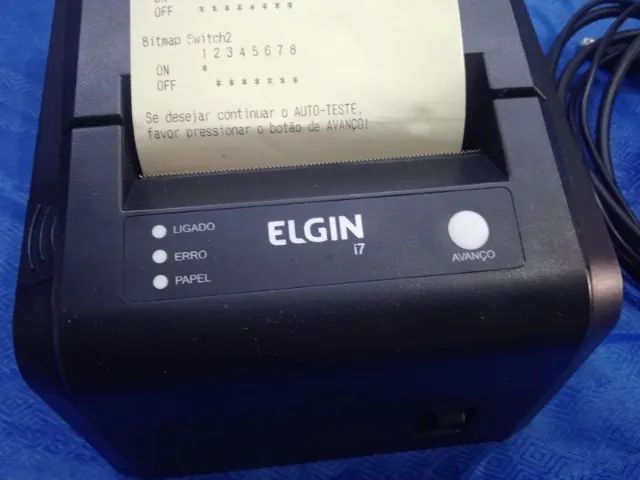 ON
OFF * * * * * * * *
Bitmap Switch2
1 2 3 4 5 6 7 8
ON *
OFF * * * * * * *
Se desejar continuar o AUTO-TESTE,
favor pressionar o botão de AVANÇO!
LIGADO
ERRO
PAPEL
ELGIN
i7
AVANÇO